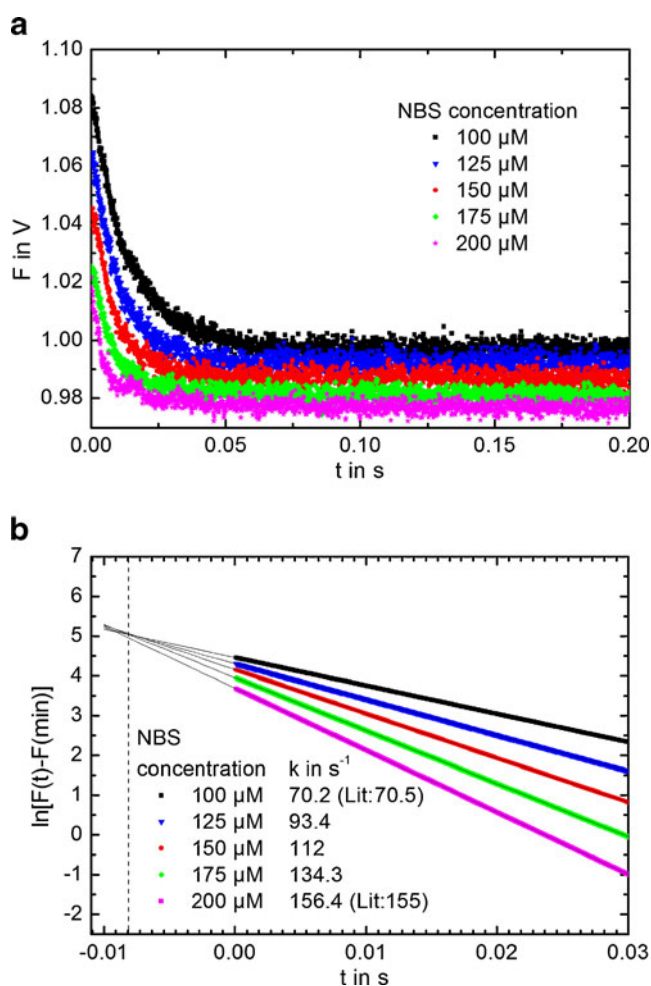 a
1.10
1.08
1.06
1.04
1.02
1.00
0.98
F in V
NBS concentration
100 µM
125 µM
150 µM
175 µM
200 µM
0.00 0.05 0.10 0.15 0.20
t in s
b
7
6
5
4
3
2
1
0
-1
-2
ln[F(t)-F(min)]
NBS
concentration k in s⁻¹
100 µM 70.2 (Lit:70.5)
125 µM 93.4
150 µM 112
175 µM 134.3
200 µM 156.4 (Lit:155)
-0.01 0.00 0.01 0.02 0.03
t in s